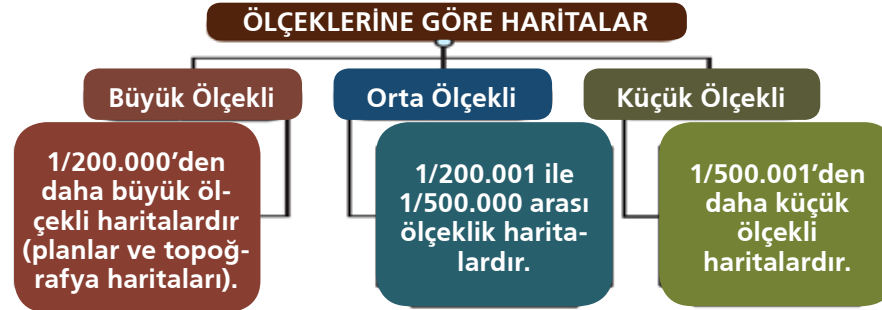 ÖLÇEKLERİNE GÖRE HARİTALAR
Büyük Ölçekli
1/200.000’den
daha büyük öl-
çekli haritalardır
(planlar ve topoğ-
rafya haritaları).
Orta Ölçekli
1/200.001 ile
1/500.000 arası
ölçeklik harita-
lardır.
Küçük Ölçekli
1/500.001’den
daha küçük
ölçekli
haritalardır.